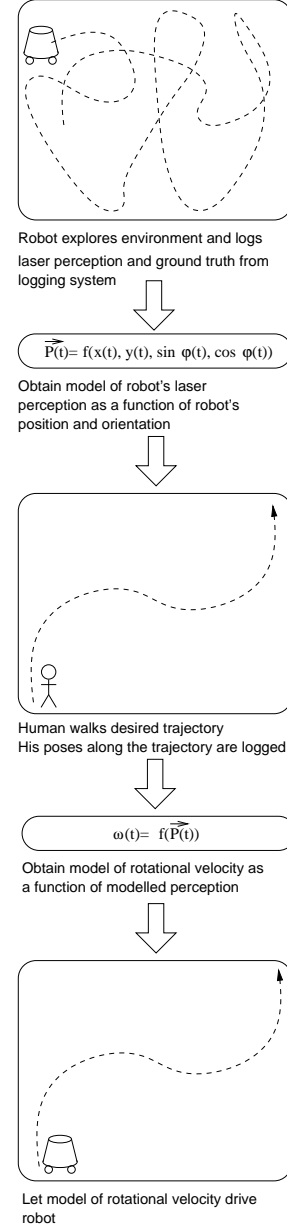 Robot explores environment and logs
laser perception and ground truth from
logging system
P(t)= f(x(t), y(t), sin φ(t), cos φ(t))
Obtain model of robot's laser
perception as a function of robot's
position and orientation
Human walks desired trajectory
His poses along the trajectory are logged
ω(t)= f(P(t))
Obtain model of rotational velocity as
a function of modelled perception
Let model of rotational velocity drive
robot